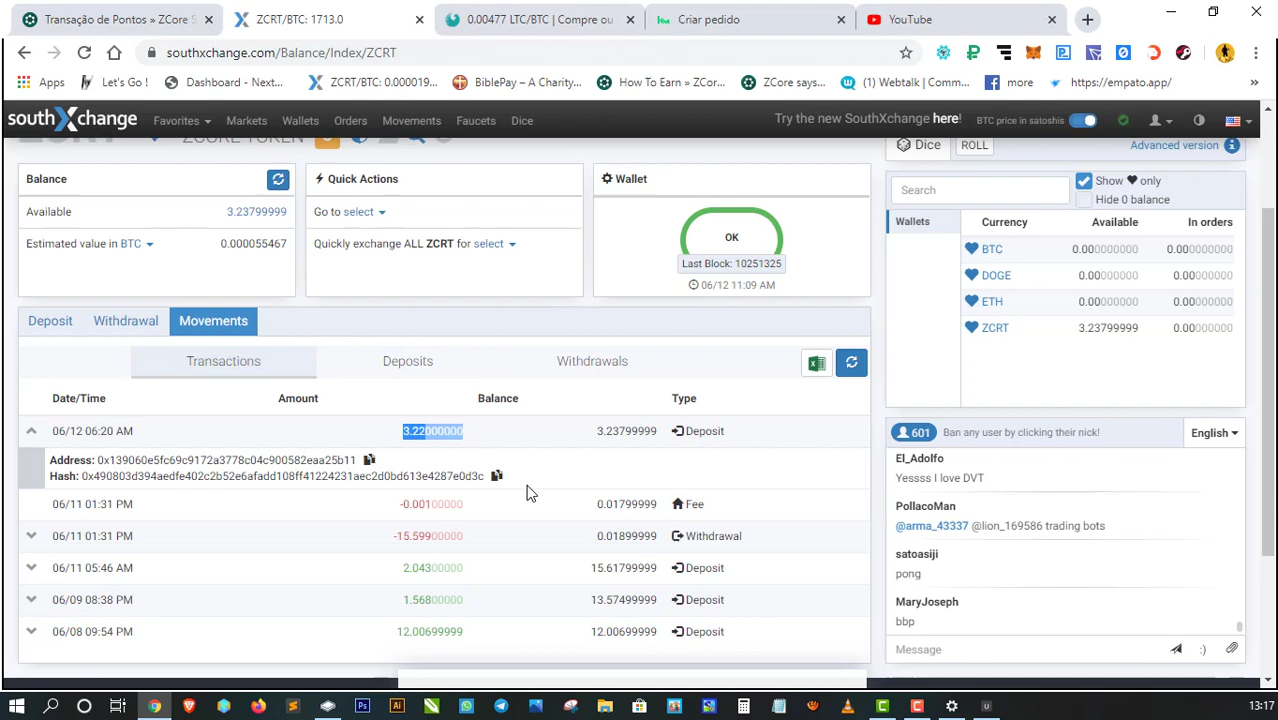 Transação de Pontos » ZCore S
ZCRT/BTC: 1713.0
0.00477 LTC/BTC | Compre ou
Criar pedido
YouTube
southxchange.com/Balance/Index/ZCRT
Apps
Let's Go !
Dashboard - Next...
ZCRT/BTC: 0.000019...
BiblePay – A Charity...
How To Earn » ZCor...
ZCore says...
(1) Webtalk | Comm...
more
https://empato.app/
southXchange
Favorites
Markets
Wallets
Orders
Movements
Faucets
Dice
Try the new SouthXchange here!
BTC price in satoshis
ZCRT
ZCORE TOKEN
Balance
Available 3.23799999
Estimated value in BTC 0.000055467
Quick Actions
Go to select
Quickly exchange ALL ZCRT for select
Wallet
OK
Last Block: 10251325
06/12 11:09 AM
Dice
ROLL
Advanced version
Search
Show only
Hide 0 balance
Wallets
Currency Available In orders
BTC 0.00000000 0.00000000
DOGE 0.00000000 0.00000000
ETH 0.00000000 0.00000000
ZCRT 3.23799999 0.00000000
Deposit
Withdrawal
Movements
Transactions
Deposits
Withdrawals
Date/Time Amount Balance Type
06/12 06:20 AM 3.22000000 3.23799999 Deposit
Address: 0x139060e5fc69c9172a3778c04c900582eaa25b11
Hash: 0x490803d394aedfe402c2b52e6afadd108ff41224231aec2d0bd613e4287e0d3c
06/11 01:31 PM -0.00100000 0.01799999 Fee
06/11 01:31 PM -15.59900000 0.01899999 Withdrawal
06/11 05:46 AM 2.04300000 15.61799999 Deposit
06/09 08:38 PM 1.56800000 13.57499999 Deposit
06/08 09:54 PM 12.00699999 12.00699999 Deposit
601
Ban any user by clicking their nick!
English
El_Adolfo
Yessss I love DVT
PollacoMan
@arma_43337 @lion_169586 trading bots
satoasiji
pong
MaryJoseph
bbp
Message
13:17